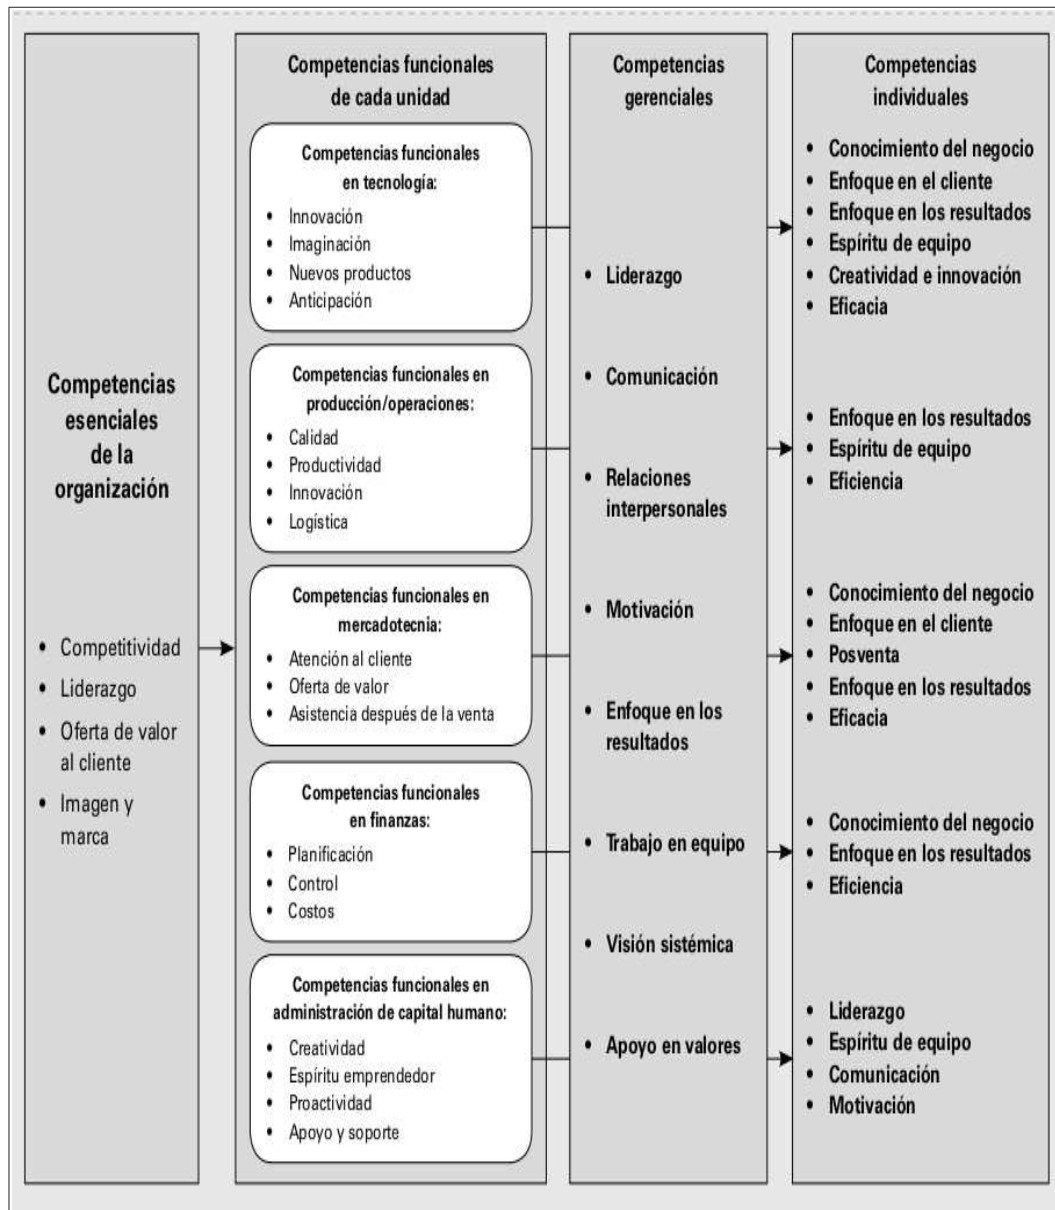 Competencias
esenciales
de la
organización
• Competitividad
• Liderazgo
• Oferta de valor
al cliente
• Imagen y
marca
Competencias funcionales
de cada unidad
Competencias funcionales
en tecnología:
• Innovación
• Imaginación
• Nuevos productos
• Anticipación
Competencias funcionales en
producción/operaciones:
• Calidad
• Productividad
• Innovación
• Logística
Competencias funcionales en
mercadotecnia:
• Atención al cliente
• Oferta de valor
• Asistencia después de la venta
Competencias funcionales
en finanzas:
• Planificación
• Control
• Costos
Competencias funcionales en
administración de capital humano:
• Creatividad
• Espíritu emprendedor
• Proactividad
• Apoyo y soporte
Competencias
gerenciales
• Liderazgo
• Comunicación
• Relaciones
interpersonales
• Motivación
• Enfoque en los
resultados
• Trabajo en equipo
• Visión sistémica
• Apoyo en valores
Competencias
individuales
• Conocimiento del negocio
• Enfoque en el cliente
• Enfoque en los resultados
• Espíritu de equipo
• Creatividad e innovación
• Eficacia
• Enfoque en los resultados
• Espíritu de equipo
• Eficiencia
• Conocimiento del negocio
• Enfoque en el cliente
• Posventa
• Enfoque en los resultados
• Eficacia
• Conocimiento del negocio
• Enfoque en los resultados
• Eficiencia
• Liderazgo
• Espíritu de equipo
• Comunicación
• Motivación